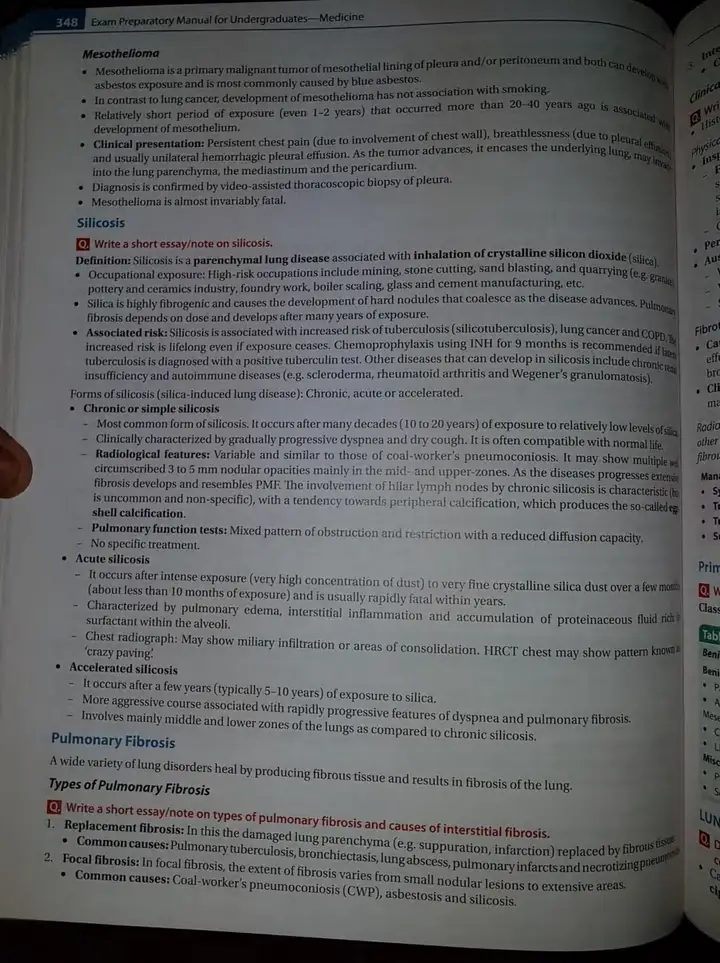 348 Exam Preparatory Manual for Undergraduates—Medicine
Mesothelioma
• Mesothelioma is a primary malignant tumor of mesothelial lining of pleura and/or peritoneum and both can develop with
asbestos exposure and is most commonly caused by blue asbestos.
• In contrast to lung cancer, development of mesothelioma has not association with smoking.
• Relatively short period of exposure (even 1–2 years) that occurred more than 20–40 years ago is associated with
development of mesothelium.
• Clinical presentation: Persistent chest pain (due to involvement of chest wall), breathlessness (due to pleural effusion)
and usually unilateral hemorrhagic pleural effusion. As the tumor advances, it encases the underlying lung, may invade
into the lung parenchyma, the mediastinum and the pericardium.
• Diagnosis is confirmed by video-assisted thoracoscopic biopsy of pleura.
• Mesothelioma is almost invariably fatal.
Silicosis
Q. Write a short essay/note on silicosis.
Definition: Silicosis is a parenchymal lung disease associated with inhalation of crystalline silicon dioxide (silica).
• Occupational exposure: High-risk occupations include mining, stone cutting, sand blasting, and quarrying (e.g. granite)
pottery and ceramics industry, foundry work, boiler scaling, glass and cement manufacturing, etc.
• Silica is highly fibrogenic and causes the development of hard nodules that coalesce as the disease advances. Pulmonary
fibrosis depends on dose and develops after many years of exposure.
• Associated risk: Silicosis is associated with increased risk of tuberculosis (silicotuberculosis), lung cancer and COPD. The
increased risk is lifelong even if exposure ceases. Chemoprophylaxis using INH for 9 months is recommended if latent
tuberculosis is diagnosed with a positive tuberculin test. Other diseases that can develop in silicosis include chronic renal
insufficiency and autoimmune diseases (e.g. scleroderma, rheumatoid arthritis and Wegener's granulomatosis).
Forms of silicosis (silica-induced lung disease): Chronic, acute or accelerated.
• Chronic or simple silicosis
– Most common form of silicosis. It occurs after many decades (10 to 20 years) of exposure to relatively low levels of silica
– Clinically characterized by gradually progressive dyspnea and dry cough. It is often compatible with normal life.
– Radiological features: Variable and similar to those of coal-worker's pneumoconiosis. It may show multiple well
circumscribed 3 to 5 mm nodular opacities mainly in the mid- and upper-zones. As the diseases progresses extensive
fibrosis develops and resembles PMF. The involvement of hilar lymph nodes by chronic silicosis is characteristic (but
is uncommon and non-specific), with a tendency towards peripheral calcification, which produces the so-called egg
shell calcification.
– Pulmonary function tests: Mixed pattern of obstruction and restriction with a reduced diffusion capacity.
– No specific treatment.
• Acute silicosis
– It occurs after intense exposure (very high concentration of dust) to very fine crystalline silica dust over a few months
(about less than 10 months of exposure) and is usually rapidly fatal within years.
– Characterized by pulmonary edema, interstitial inflammation and accumulation of proteinaceous fluid rich in
surfactant within the alveoli.
– Chest radiograph: May show miliary infiltration or areas of consolidation. HRCT chest may show pattern known as
'crazy paving'.
• Accelerated silicosis
– It occurs after a few years (typically 5–10 years) of exposure to silica.
– More aggressive course associated with rapidly progressive features of dyspnea and pulmonary fibrosis.
– Involves mainly middle and lower zones of the lungs as compared to chronic silicosis.
Pulmonary Fibrosis
A wide variety of lung disorders heal by producing fibrous tissue and results in fibrosis of the lung.
Types of Pulmonary Fibrosis
Q. Write a short essay/note on types of pulmonary fibrosis and causes of interstitial fibrosis.
1. Replacement fibrosis: In this the damaged lung parenchyma (e.g. suppuration, infarction) replaced by fibrous tissue
• Common causes: Pulmonary tuberculosis, bronchiectasis, lung abscess, pulmonary infarcts and necrotizing pneumonia
2. Focal fibrosis: In focal fibrosis, the extent of fibrosis varies from small nodular lesions to extensive areas.
• Common causes: Coal-worker's pneumoconiosis (CWP), asbestosis and silicosis.